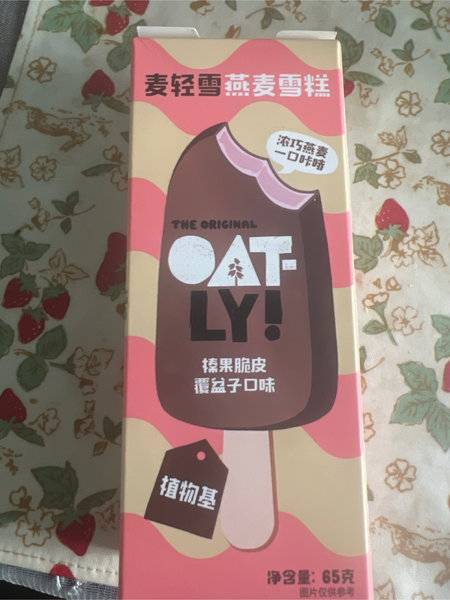 麦轻雪燕麦雪糕
浓巧燕麦
一口咔哧
THE ORIGINAL
OAT-
LY!
榛果脆皮
覆盆子口味
植物基
净含量: 65克
图片仅供参考